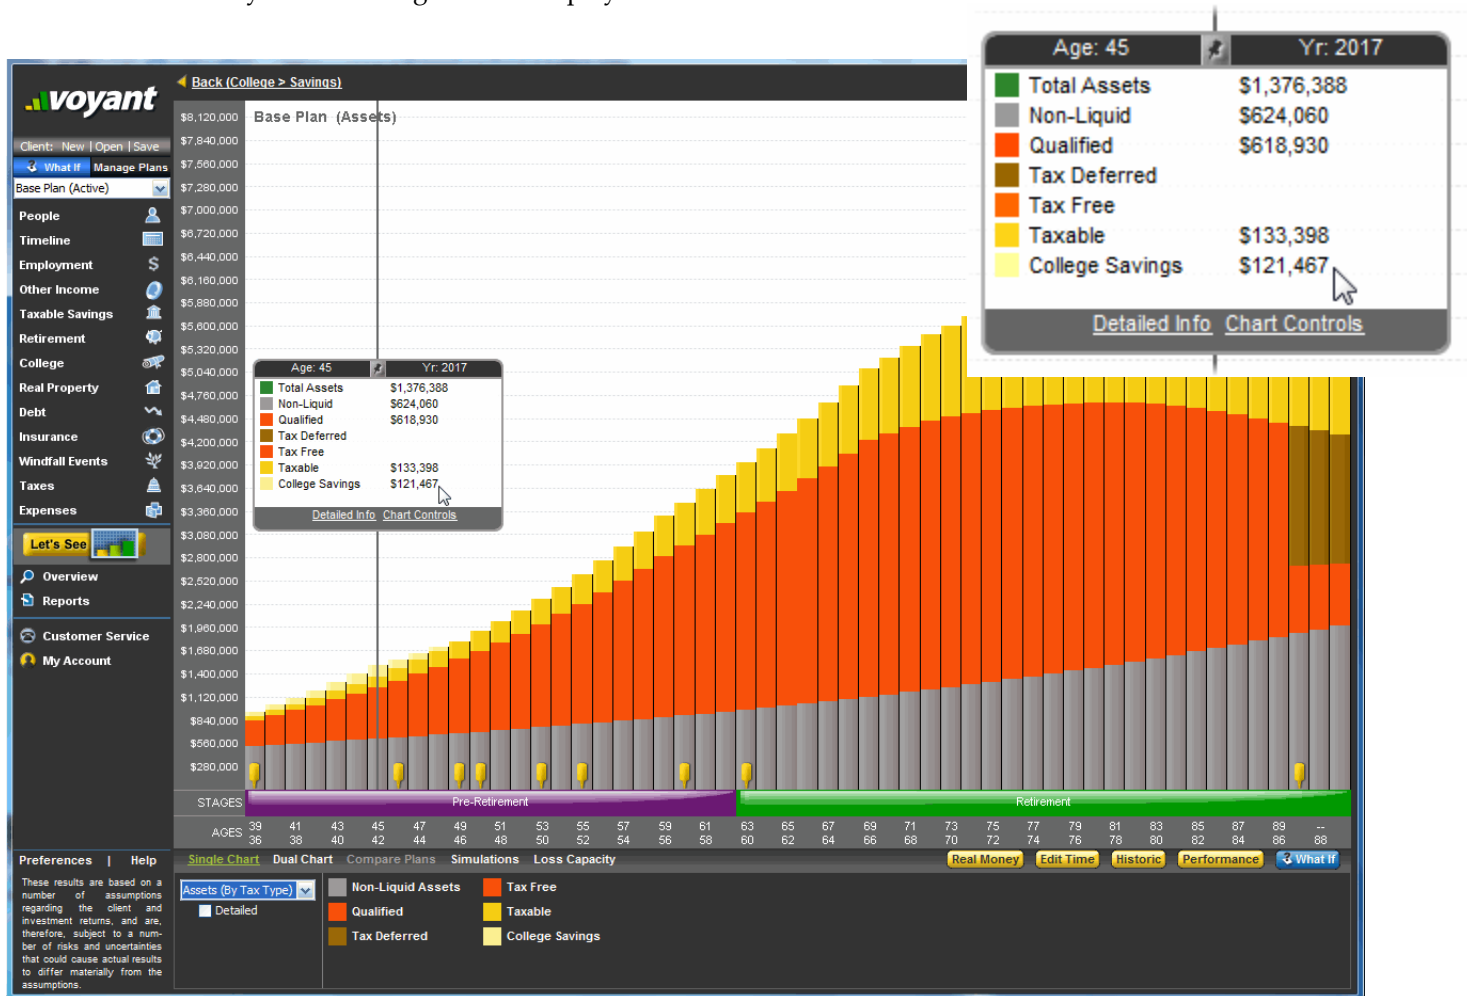 Age: 45 Yr: 2017
Total Assets $1,376,388
Non-Liquid $624,060
Qualified $618,930
Tax Deferred
Tax Free
Taxable $133,398
College Savings $121,467
Detailed Info Chart Controls
voyant
Back (College > Savings)
Client: New | Open | Save
What If Manage Plans
Base Plan (Active)
People
Timeline
Employment
Other Income
Taxable Savings
Retirement
College
Real Property
Debt
Insurance
Windfall Events
Taxes
Expenses
Let's See
Overview
Reports
Customer Service
My Account
Preferences | Help
These results are based on a
number of assumptions
regarding the client and
investment returns, and are,
therefore, subject to a num-
ber of risks and uncertainties
that could cause actual results
to differ materially from the
assumptions.
Base Plan (Assets)
$8,120,000
$7,840,000
$7,560,000
$7,280,000
$7,000,000
$6,720,000
$6,440,000
$6,160,000
$5,880,000
$5,600,000
$5,320,000
$5,040,000
$4,760,000
$4,480,000
$4,200,000
$3,920,000
$3,640,000
$3,360,000
$3,080,000
$2,800,000
$2,520,000
$2,240,000
$1,960,000
$1,680,000
$1,400,000
$1,120,000
$840,000
$560,000
$280,000
Age: 45 Yr: 2017
Total Assets $1,376,388
Non-Liquid $624,060
Qualified $618,930
Tax Deferred
Tax Free
Taxable $133,398
College Savings $121,467
Detailed Info Chart Controls
STAGES Pre-Retirement Retirement
AGES 39 41 43 45 47 49 51 53 55 57 59 61 63 65 67 69 71 73 75 77 79 81 83 85 87 89 --
36 38 40 42 44 46 48 50 52 54 56 58 60 62 64 66 68 70 72 74 76 78 80 82 84 86 88
Single Chart Dual Chart Compare Plans Simulations Loss Capacity Real Money Edit Time Historic Performance What If
Assets (By Tax Type)
Detailed
Non-Liquid Assets Tax Free
Qualified Taxable
Tax Deferred College Savings